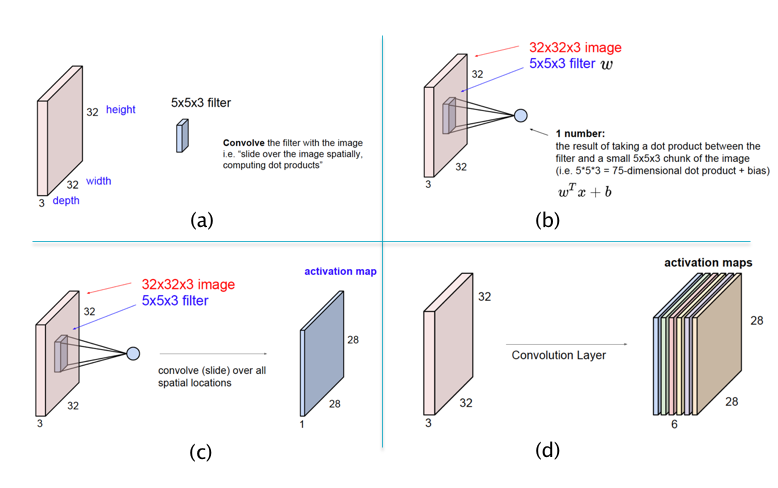 32
height
32
width
3
depth
5x5x3 filter
Convolve the filter with the image
i.e. “slide over the image spatially,
computing dot products”
(a)
32x32x3 image
5x5x3 filter w
32
32
3
1 number:
the result of taking a dot product between the
filter and a small 5x5x3 chunk of the image
(i.e. 5*5*3 = 75-dimensional dot product + bias)
wᵀx + b
(b)
32x32x3 image
5x5x3 filter
32
32
3
convolve (slide) over all
spatial locations
activation map
28
28
1
(c)
32
32
3
Convolution Layer
activation maps
28
28
6
(d)